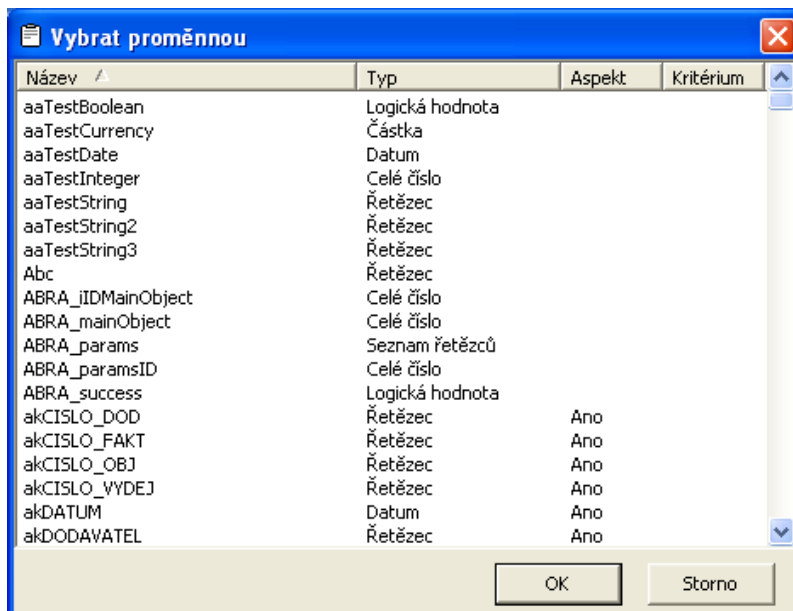 Vybrat proměnnou
Název Typ Aspekt Kritérium
aaTestBoolean Logická hodnota
aaTestCurrency Částka
aaTestDate Datum
aaTestInteger Celé číslo
aaTestString Řetězec
aaTestString2 Řetězec
aaTestString3 Řetězec
Abc Řetězec
ABRA_iIDMainObject Celé číslo
ABRA_mainObject Celé číslo
ABRA_params Seznam řetězců
ABRA_paramsID Celé číslo
ABRA_success Logická hodnota
akCISLO_DOD Řetězec Ano
akCISLO_FAKT Řetězec Ano
akCISLO_OBJ Řetězec Ano
akCISLO_VYDEJ Řetězec Ano
akDATUM Datum Ano
akDODAVATEL Řetězec Ano
OK Storno